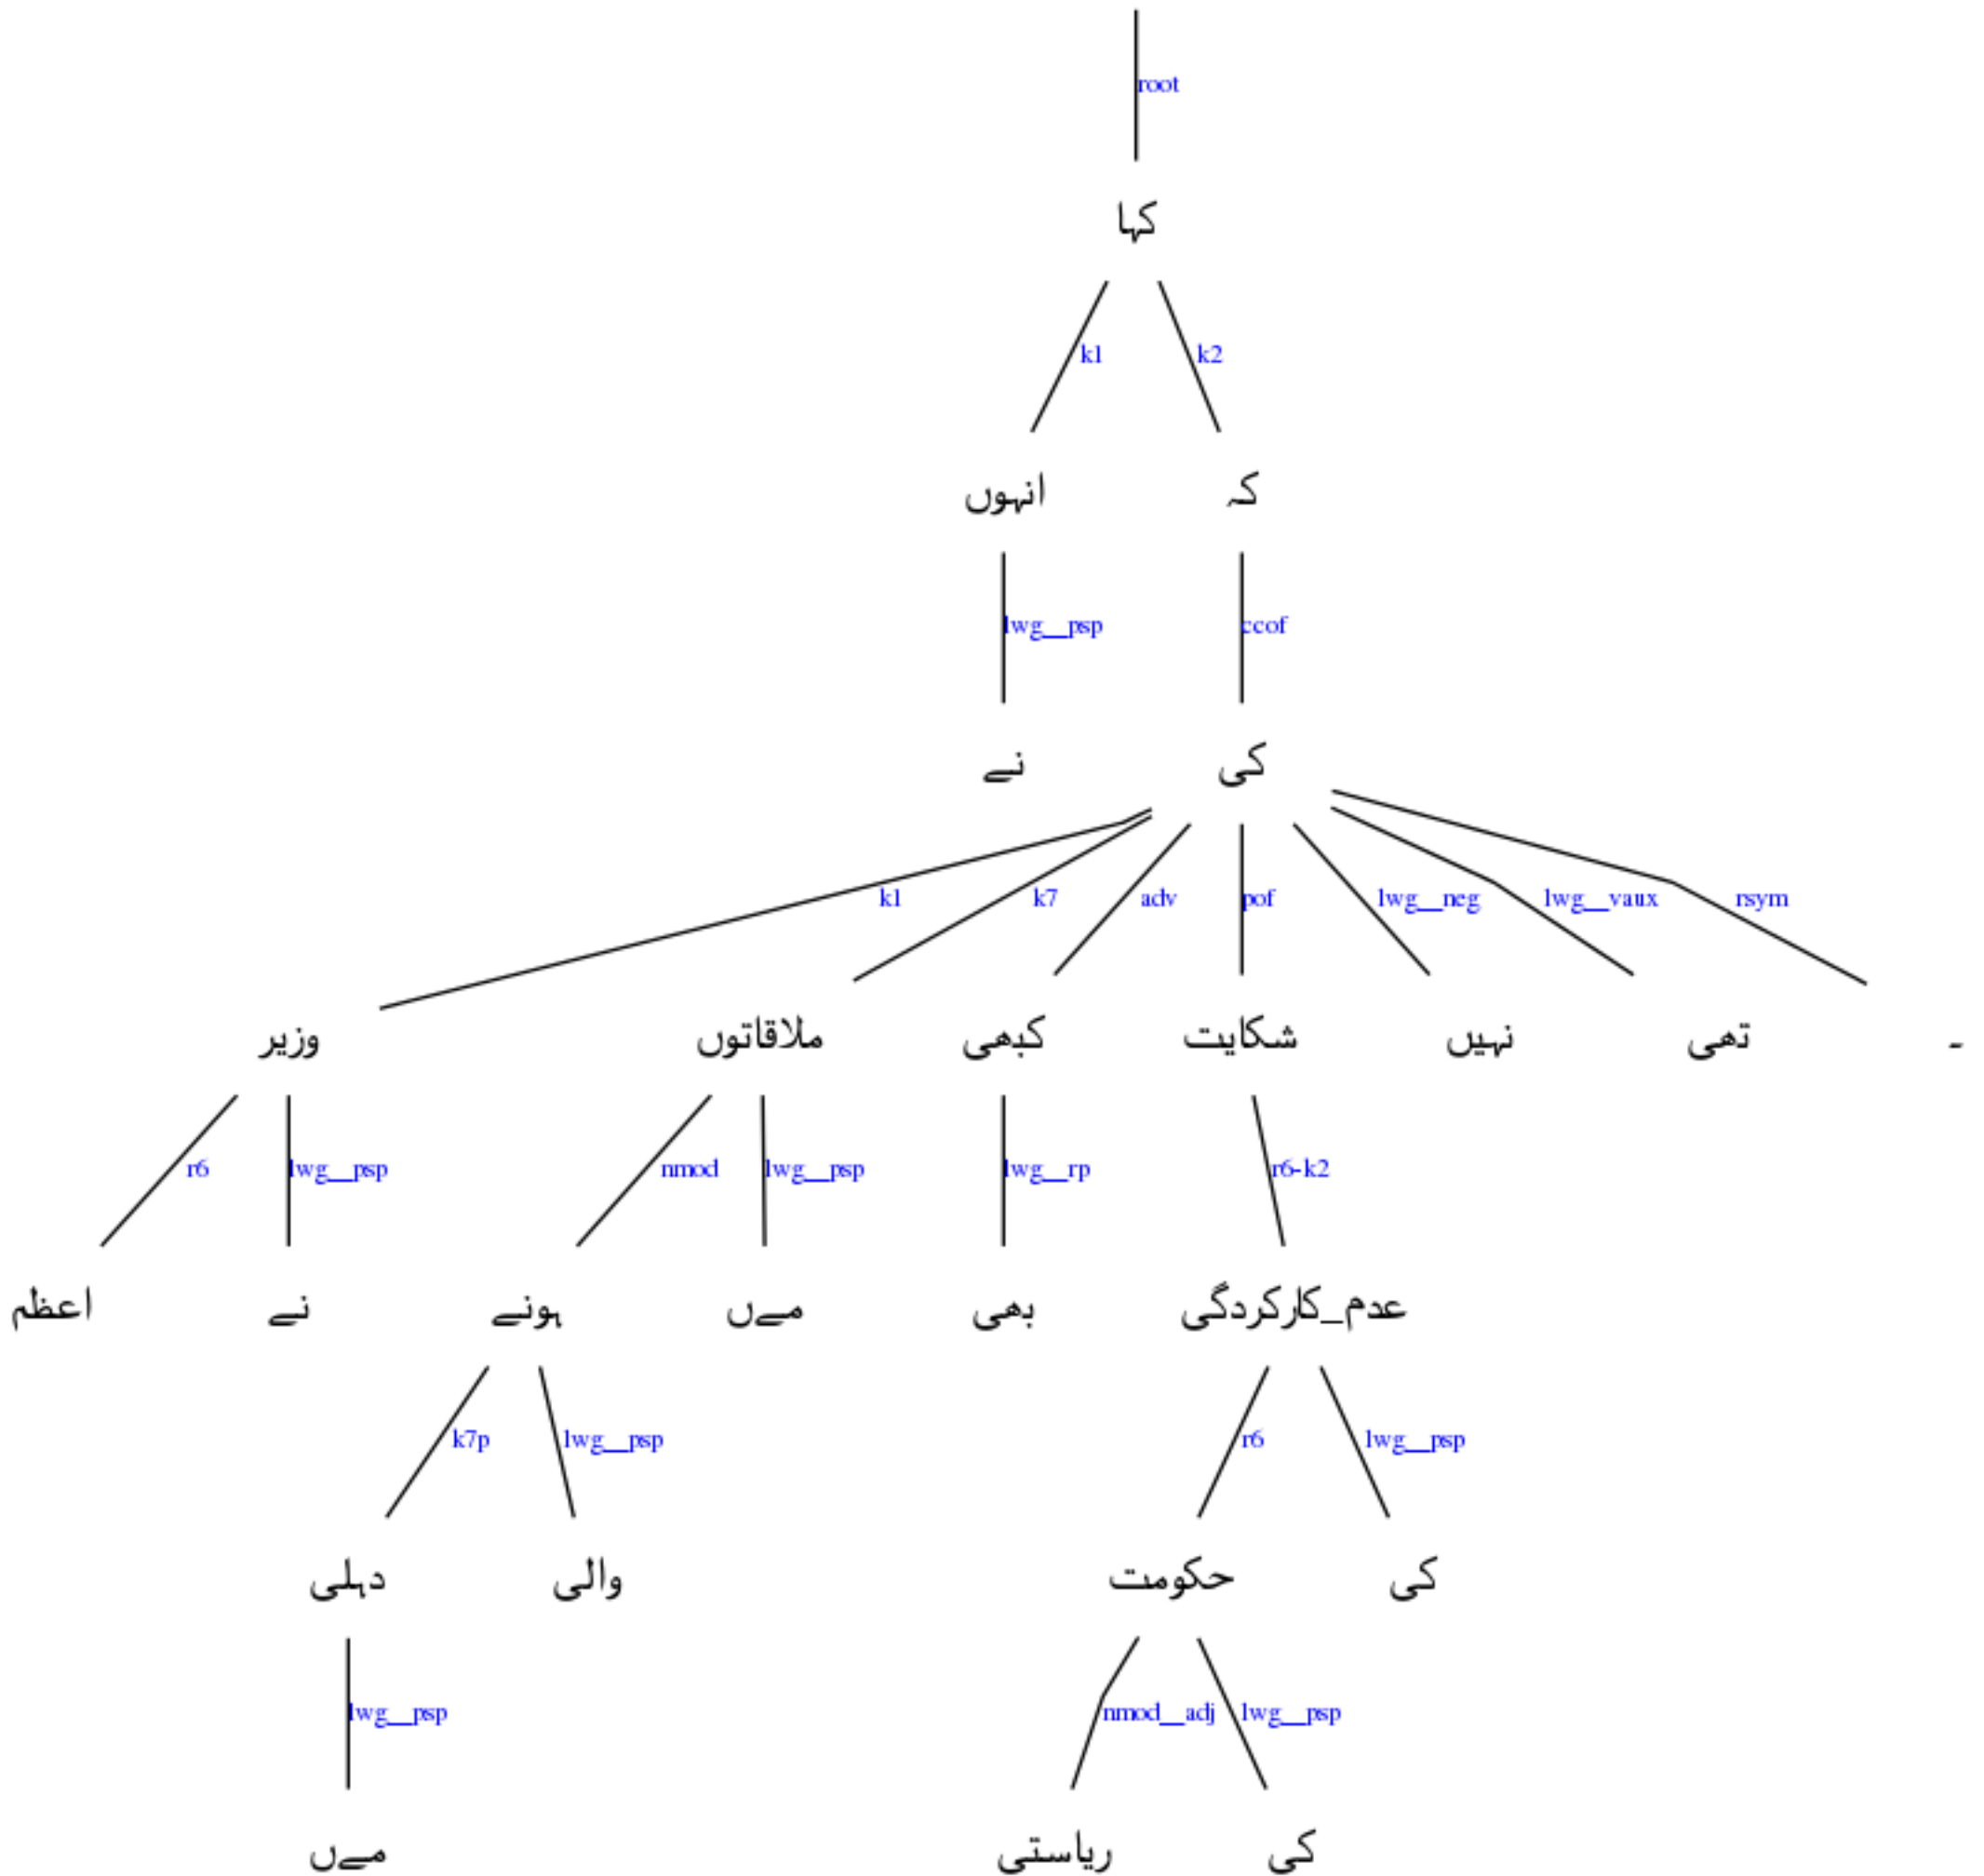 root
کہا
k1 k2
انہوں کہ
lwg__psp ccof
نے کی
k1 k7 adv pof lwg__neg lwg__vaux rsym
وزیر ملاقاتوں کبھی شکایت نہیں تھی ۔
r6 lwg__psp nmod lwg__psp lwg__rp r6-k2
اعظم نے ہونے مےں بھی عدم_کارکردگی
k7p lwg__psp r6 lwg__psp
دہلی والی حکومت کی
lwg__psp nmod__adj lwg__psp
مےں ریاستی کی